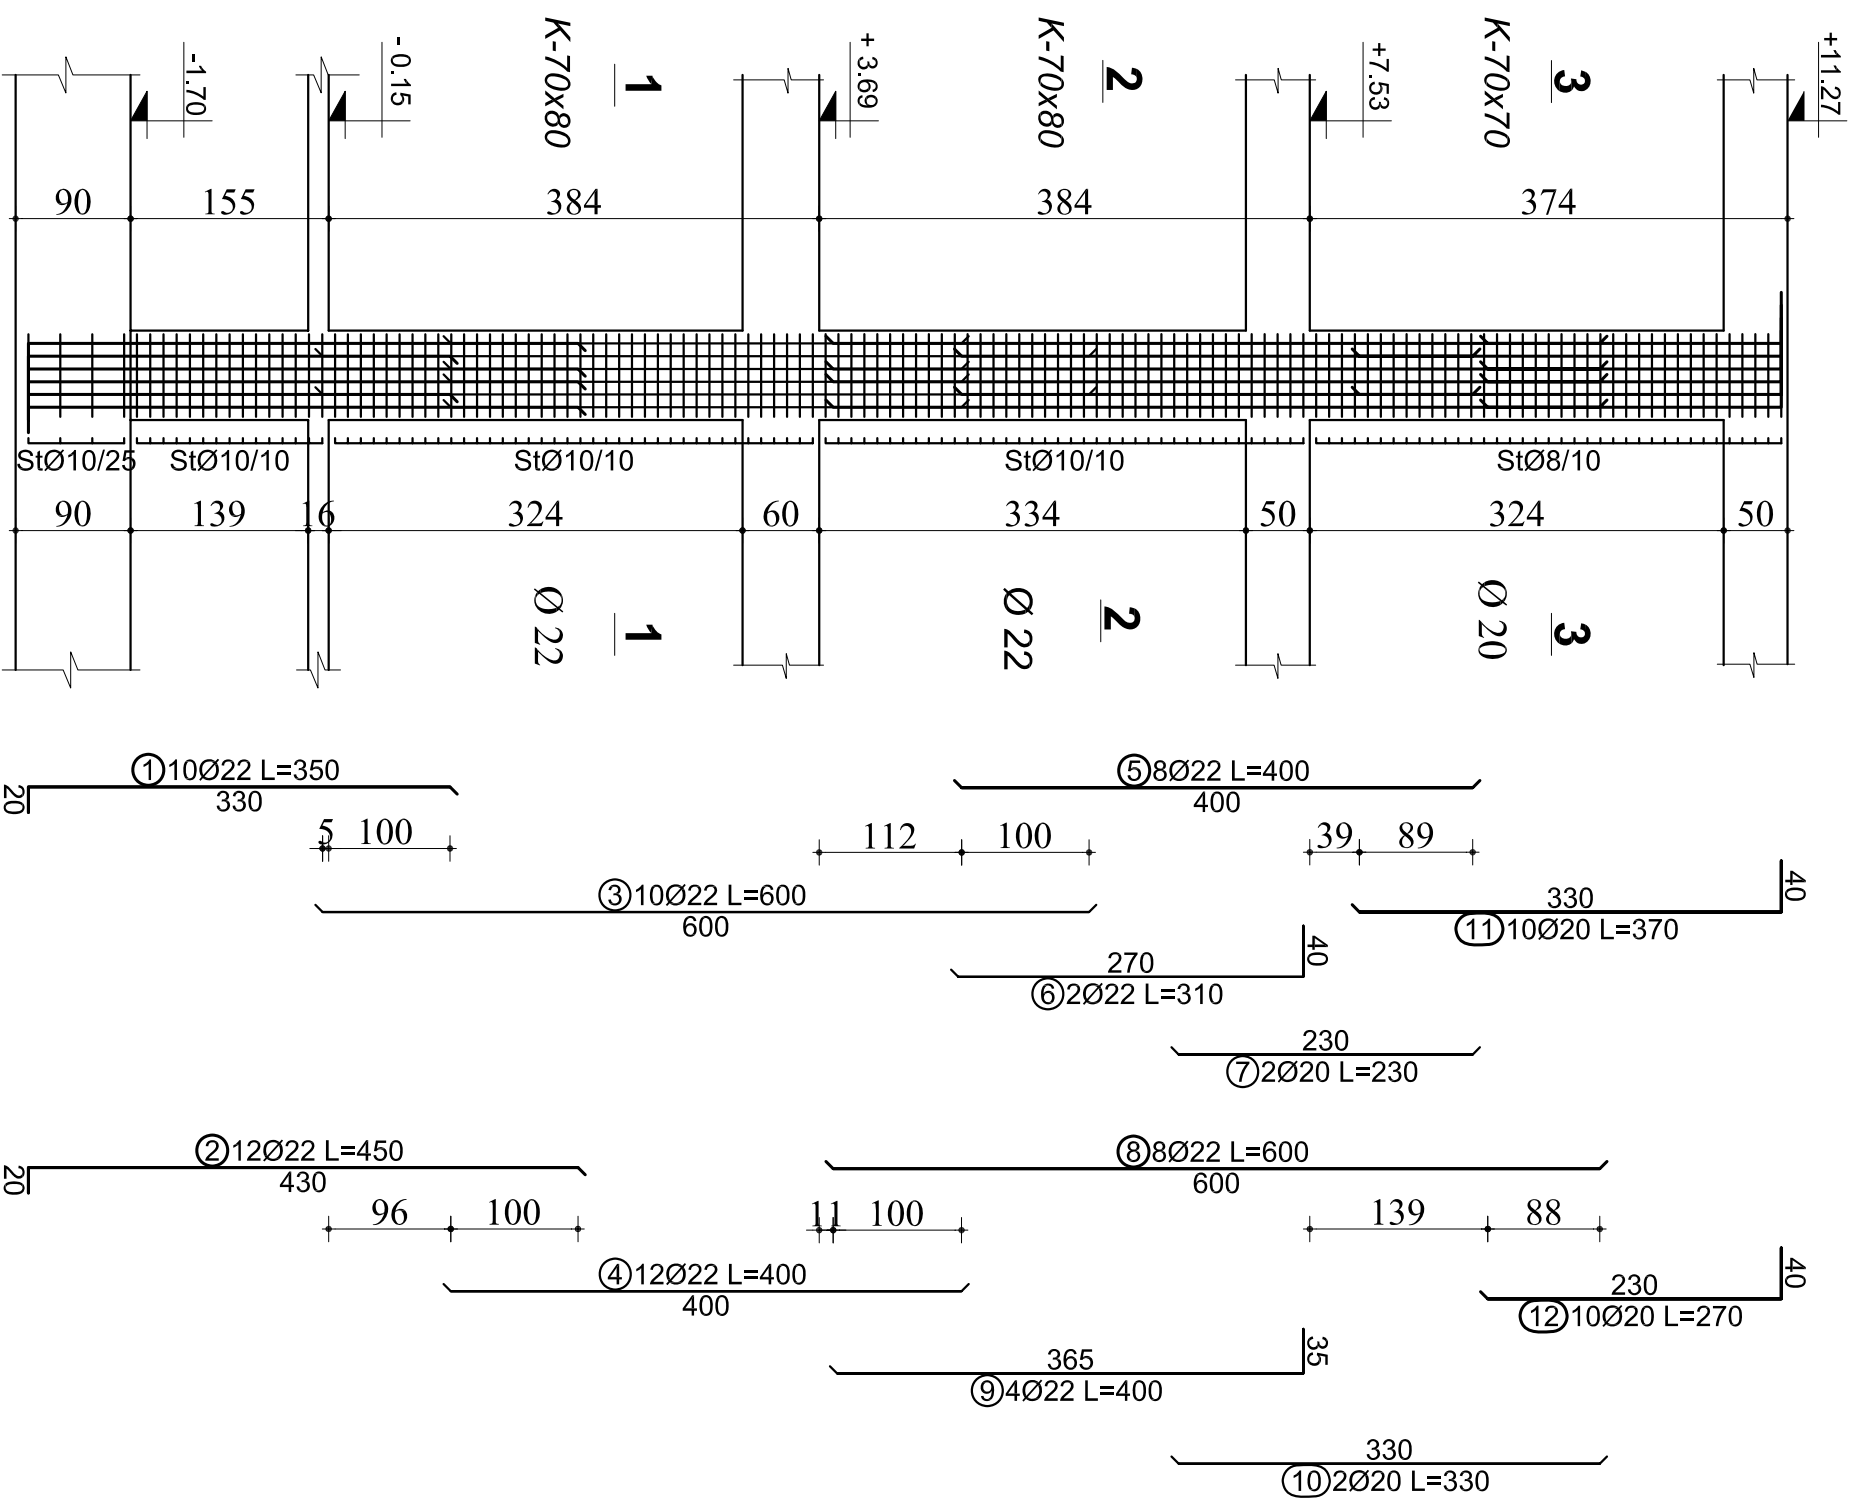 -1.70
- 0.15
+ 3.69
+7.53
+11.27
K-70x80
1
K-70x80
2
K-70x70
3
90
155
384
384
374
StØ10/25
StØ10/10
StØ10/10
StØ10/10
StØ8/10
90
139
16
324
60
334
50
324
50
Ø 22
1
Ø 22
2
Ø 20
3
1 10Ø22 L=350
330
20
5
100
5 8Ø22 L=400
400
112
100
39
89
3 10Ø22 L=600
600
330
40
11 10Ø20 L=370
270
40
6 2Ø22 L=310
230
7 2Ø20 L=230
2 12Ø22 L=450
430
20
96
100
8 8Ø22 L=600
600
11
100
139
88
4 12Ø22 L=400
400
230
40
12 10Ø20 L=270
365
35
9 4Ø22 L=400
330
10 2Ø20 L=330